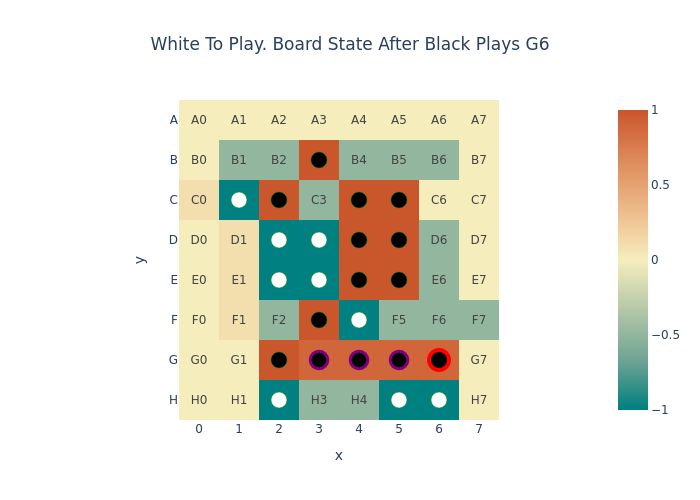 White To Play. Board State After Black Plays G6
A A0 A1 A2 A3 A4 A5 A6 A7
B B0 B1 B2 B4 B5 B6 B7
C C0 C3 C6 C7
D D0 D1 D6 D7
E E0 E1 E6 E7
F F0 F1 F2 F5 F6 F7
G G0 G1 G7
H H0 H1 H3 H4 H7
0 1 2 3 4 5 6 7
x
y
1
0.5
0
−0.5
−1